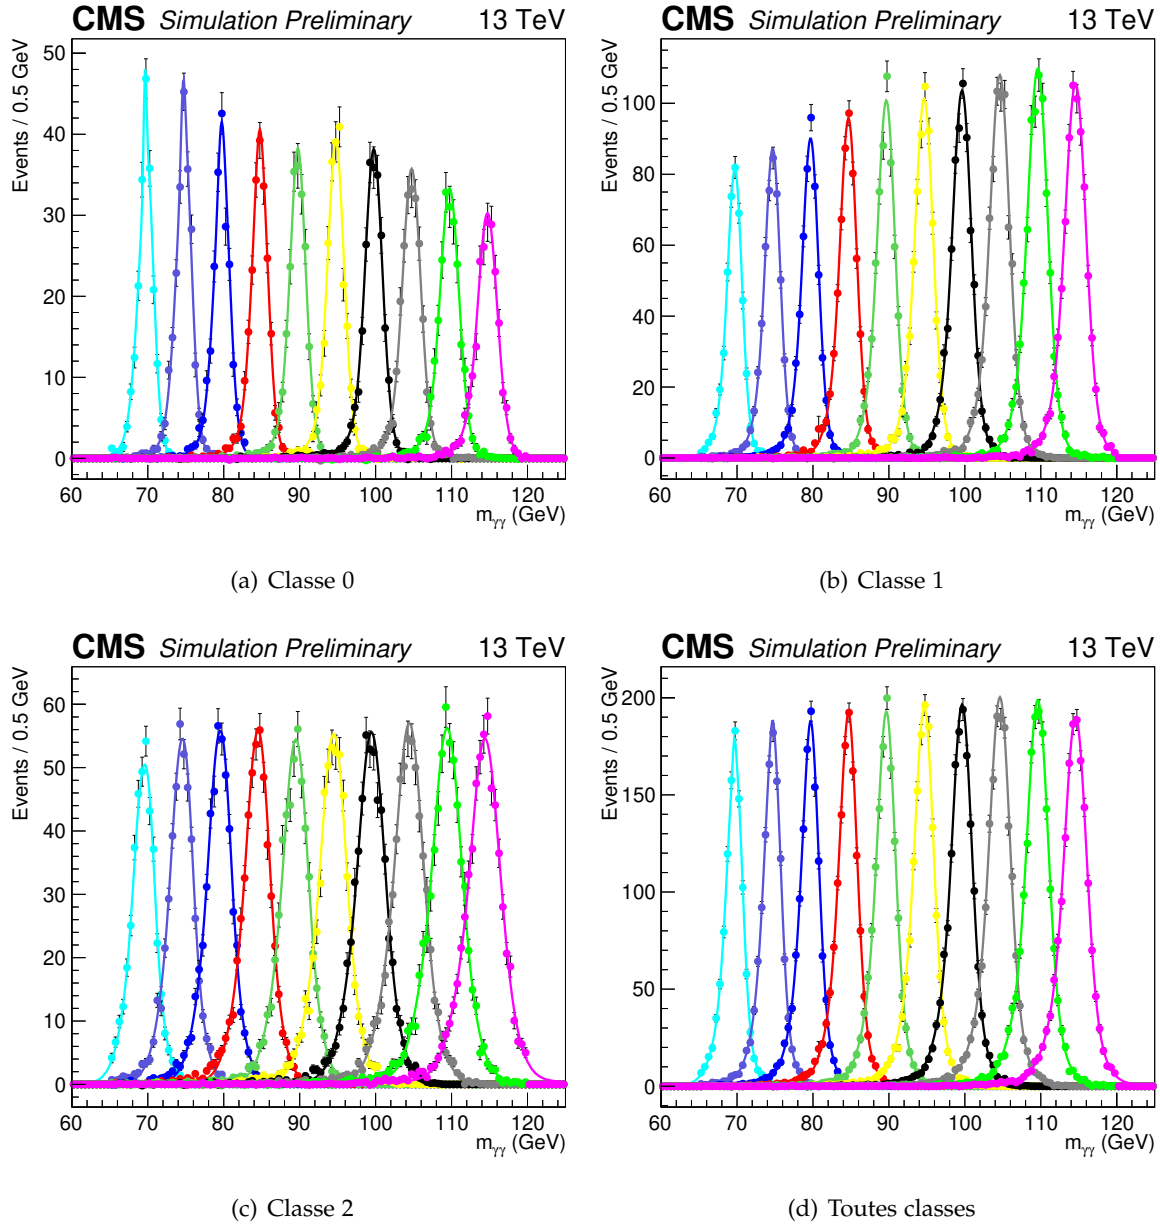 CMS Simulation Preliminary 13 TeV
Events / 0.5 GeV
50
40
30
20
10
0
60 70 80 90 100 110 120
mγγ (GeV)
(a) Classe 0
CMS Simulation Preliminary 13 TeV
Events / 0.5 GeV
100
80
60
40
20
0
60 70 80 90 100 110 120
mγγ (GeV)
(b) Classe 1
CMS Simulation Preliminary 13 TeV
Events / 0.5 GeV
60
50
40
30
20
10
0
60 70 80 90 100 110 120
mγγ (GeV)
(c) Classe 2
CMS Simulation Preliminary 13 TeV
Events / 0.5 GeV
200
150
100
50
0
60 70 80 90 100 110 120
mγγ (GeV)
(d) Toutes classes